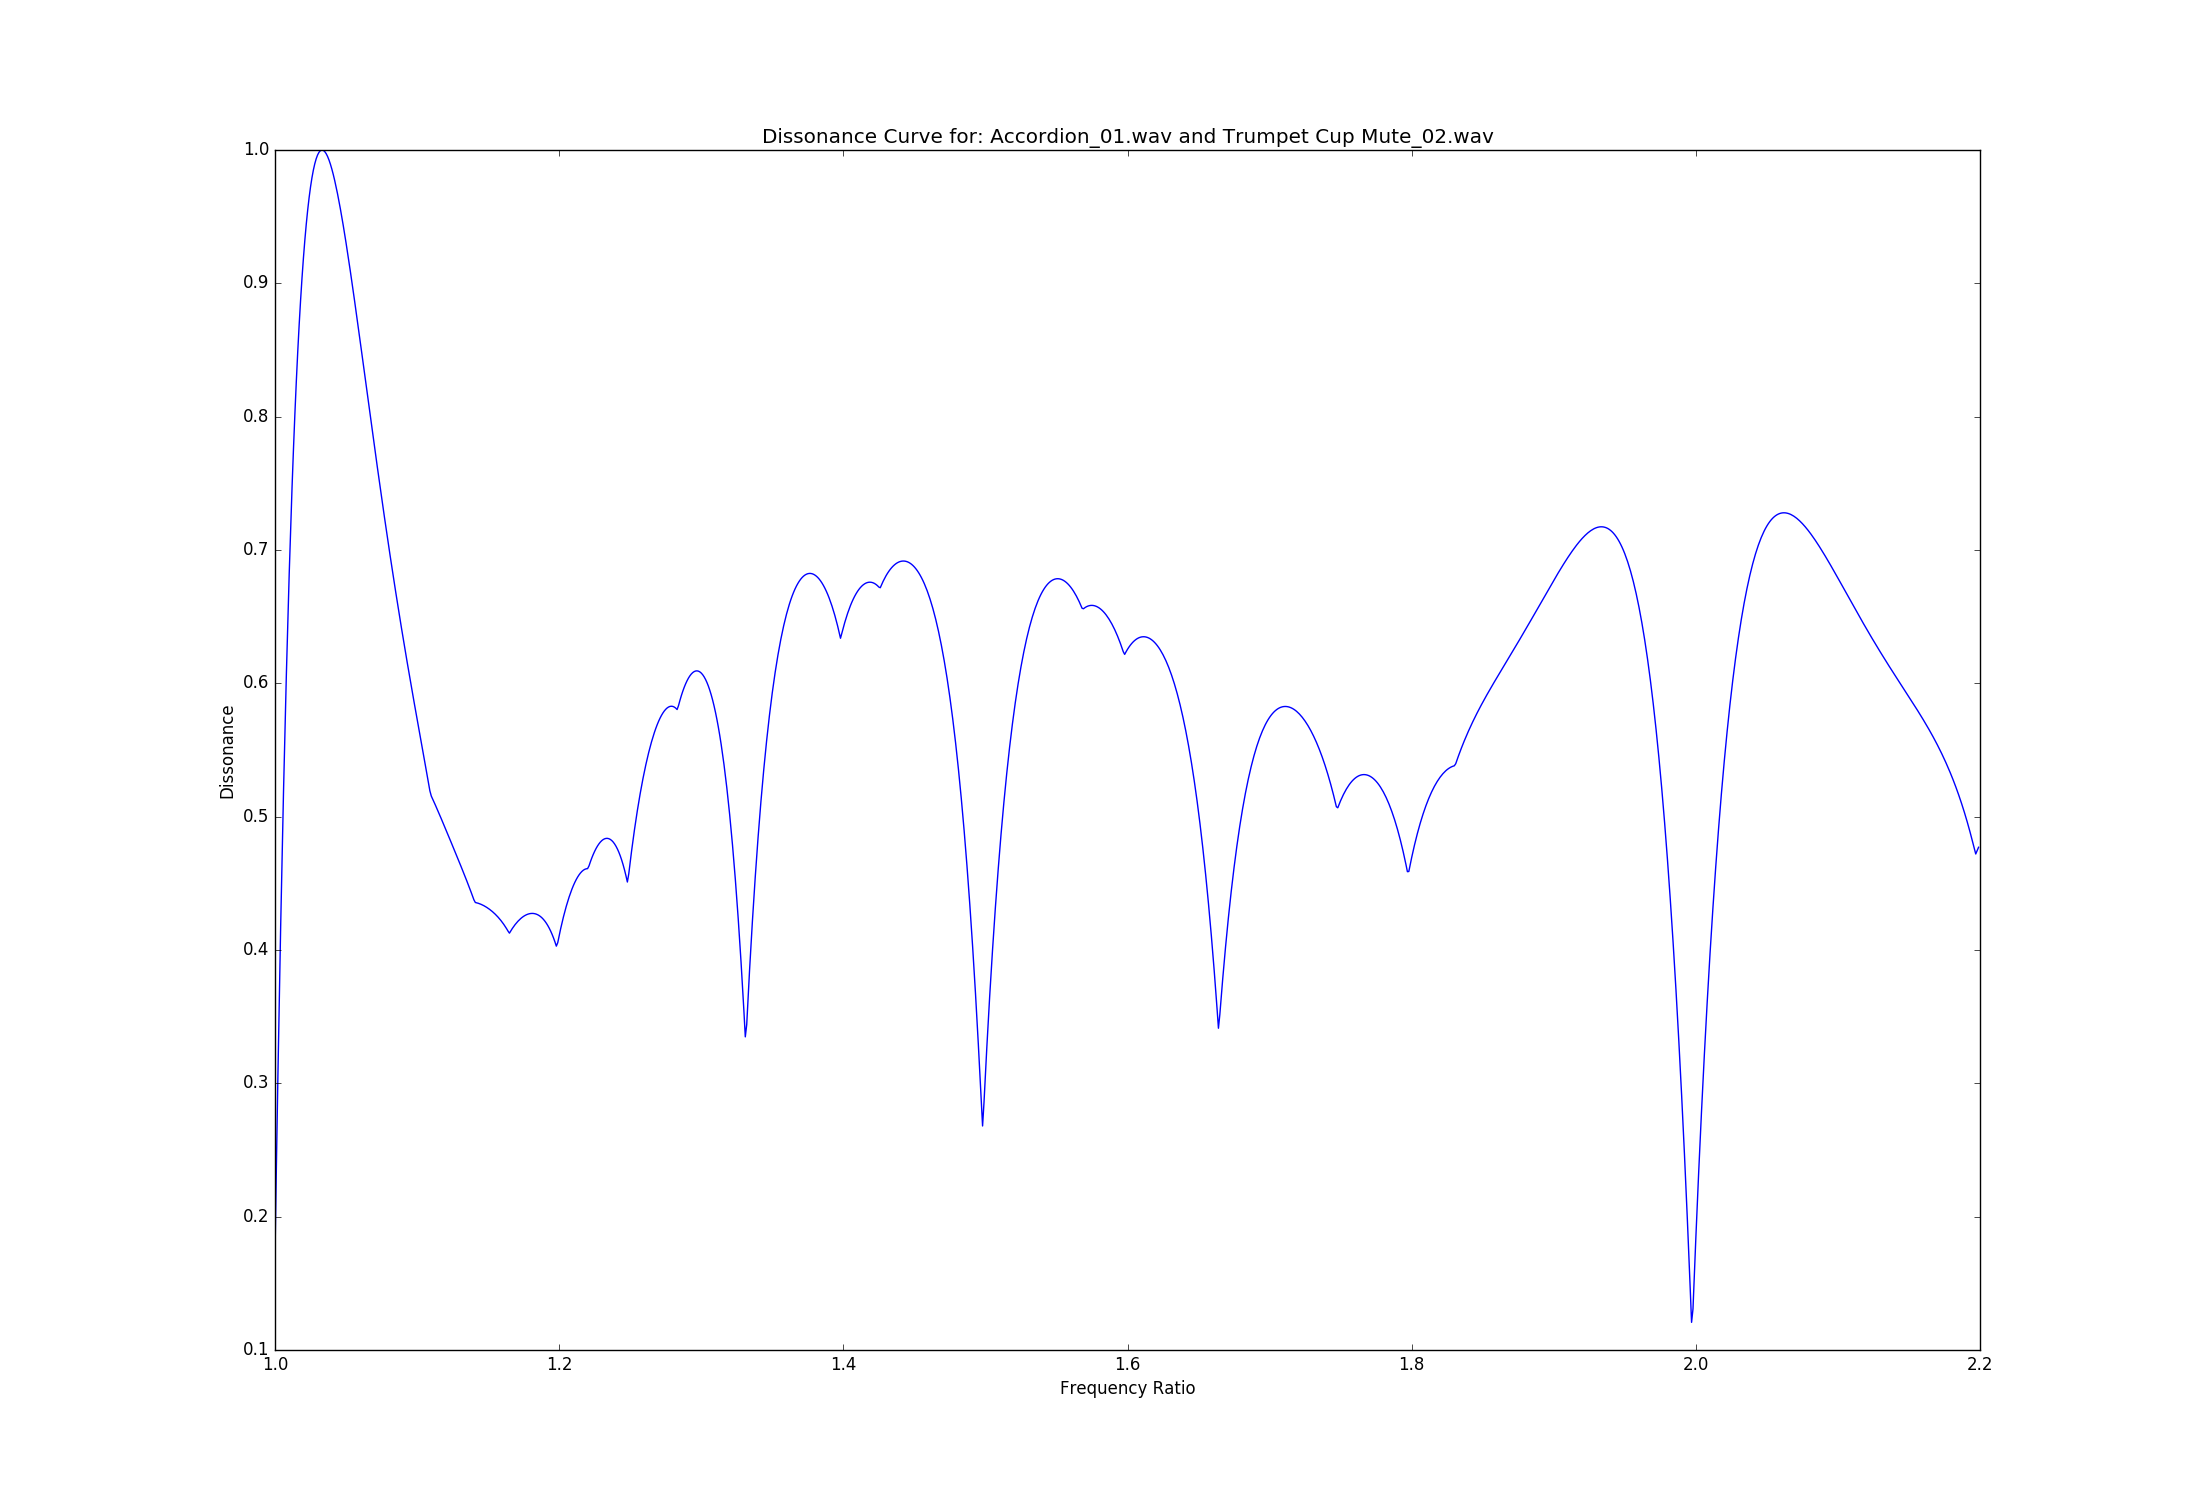 Dissonance Curve for: Accordion_01.wav and Trumpet Cup Mute_02.wav
1.0
0.9
0.8
0.7
0.6
0.5
0.4
0.3
0.2
0.1
Dissonance
1.0 1.2 1.4 1.6 1.8 2.0 2.2
Frequency Ratio